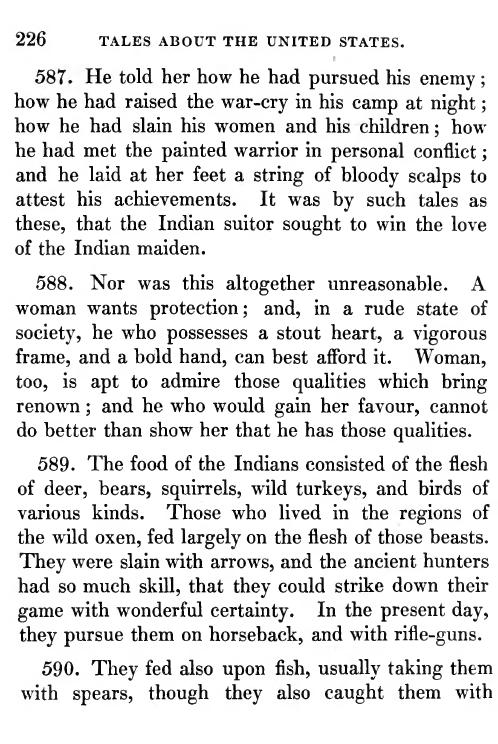 226 TALES ABOUT THE UNITED STATES.
587. He told her how he had pursued his enemy;
how he had raised the war-cry in his camp at night;
how he had slain his women and his children; how
he had met the painted warrior in personal conflict;
and he laid at her feet a string of bloody scalps to
attest his achievements. It was by such tales as
these, that the Indian suitor sought to win the love
of the Indian maiden.
588. Nor was this altogether unreasonable. A
woman wants protection; and, in a rude state of
society, he who possesses a stout heart, a vigorous
frame, and a bold hand, can best afford it. Woman,
too, is apt to admire those qualities which bring
renown; and he who would gain her favour, cannot
do better than show her that he has those qualities.
589. The food of the Indians consisted of the flesh
of deer, bears, squirrels, wild turkeys, and birds of
various kinds. Those who lived in the regions of
the wild oxen, fed largely on the flesh of those beasts.
They were slain with arrows, and the ancient hunters
had so much skill, that they could strike down their
game with wonderful certainty. In the present day,
they pursue them on horseback, and with rifle-guns.
590. They fed also upon fish, usually taking them
with spears, though they also caught them with